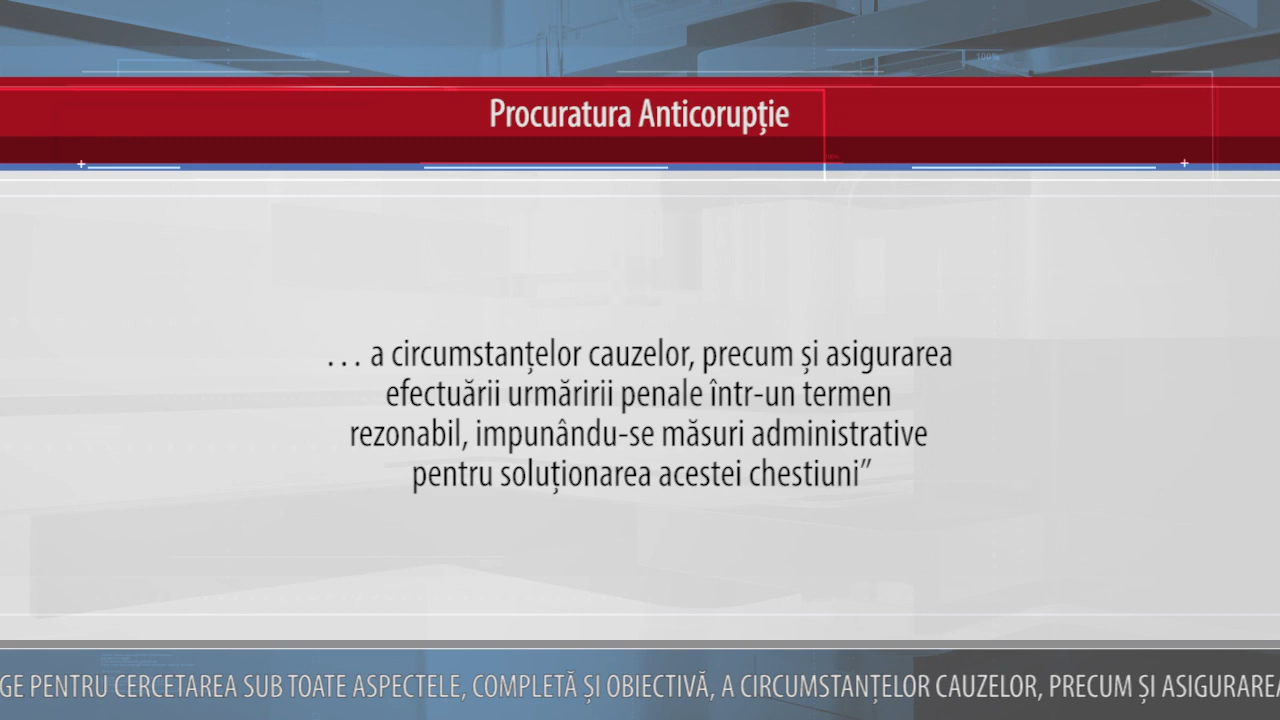 100%
Procuratura Anticorupție
… a circumstanțelor cauzelor, precum și asigurarea
efectuării urmăririi penale într-un termen
rezonabil, impunându-se măsuri administrative
pentru soluționarea acestei chestiuni”
GE PENTRU CERCETAREA SUB TOATE ASPECTELE, COMPLETĂ ȘI OBIECTIVĂ, A CIRCUMSTANȚELOR CAUZELOR, PRECUM ȘI ASIGURAREA